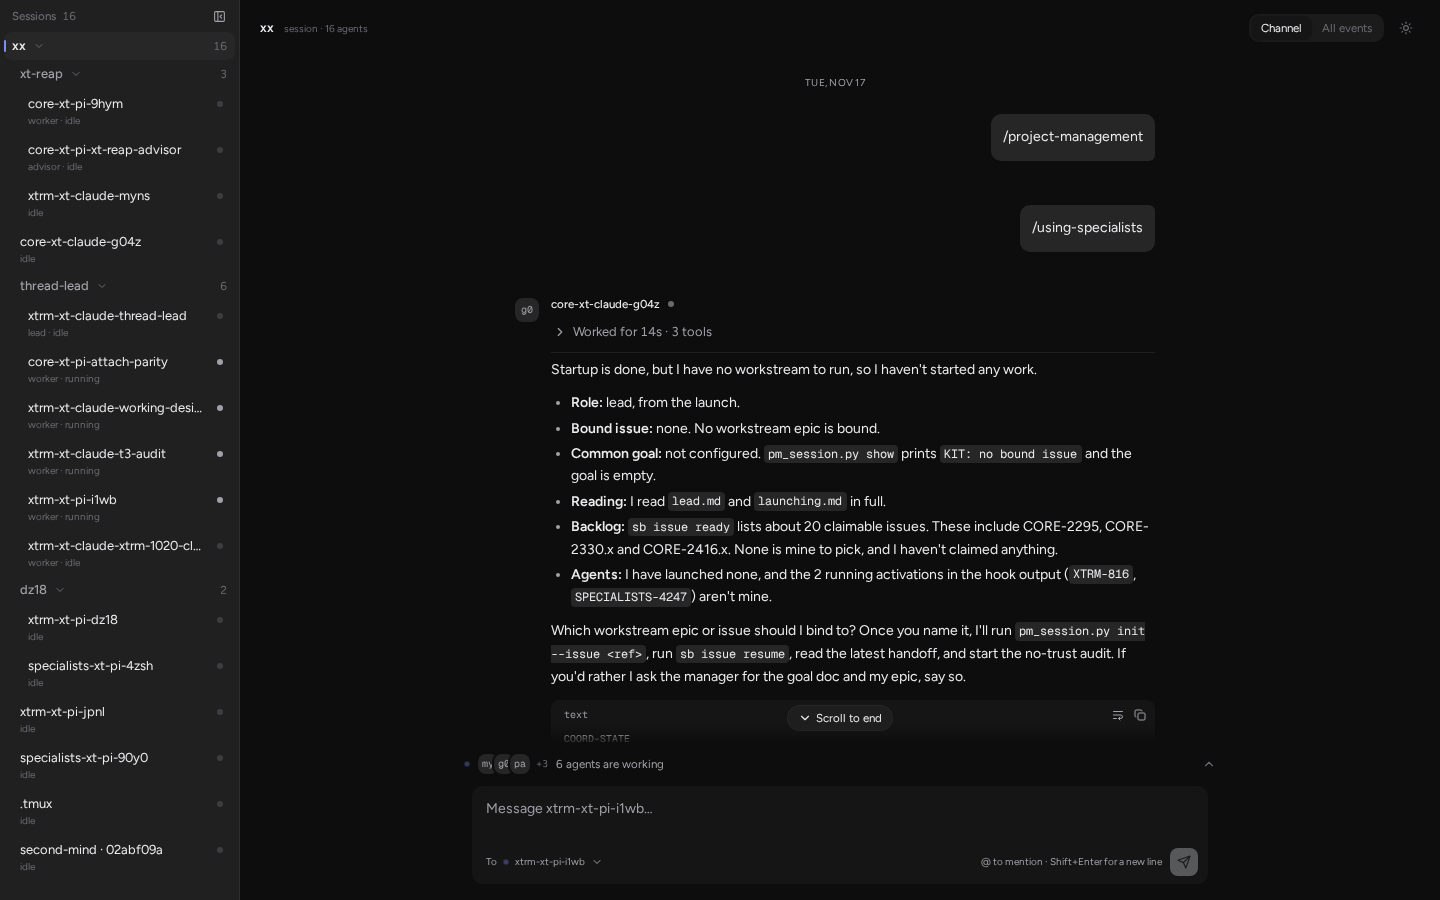 Sessions 16
xx 16
xt-reap 3
core-xt-pi-9hym
worker · idle
core-xt-pi-xt-reap-advisor
advisor · idle
xtrm-xt-claude-myns
idle
core-xt-claude-g04z
idle
thread-lead 6
xtrm-xt-claude-thread-lead
lead · idle
core-xt-pi-attach-parity
worker · running
xtrm-xt-claude-working-desi...
worker · running
xtrm-xt-claude-t3-audit
worker · running
xtrm-xt-pi-i1wb
worker · running
xtrm-xt-claude-xtrm-1020-cl...
worker · idle
dz18 2
xtrm-xt-pi-dz18
idle
specialists-xt-pi-4zsh
idle
xtrm-xt-pi-jpnl
idle
specialists-xt-pi-90y0
idle
.tmux
idle
second-mind · 02abf09a
idle
xx session · 16 agents
Channel All events
TUE, NOV 17
/project-management
/using-specialists
g0 core-xt-claude-g04z
Worked for 14s · 3 tools
Startup is done, but I have no workstream to run, so I haven't started any work.
• Role: lead, from the launch.
• Bound issue: none. No workstream epic is bound.
• Common goal: not configured. pm_session.py show prints KIT: no bound issue and the
goal is empty.
• Reading: I read lead.md and launching.md in full.
• Backlog: sb issue ready lists about 20 claimable issues. These include CORE-2295, CORE-
2330.x and CORE-2416.x. None is mine to pick, and I haven't claimed anything.
• Agents: I have launched none, and the 2 running activations in the hook output (XTRM-816,
SPECIALISTS-4247) aren't mine.
Which workstream epic or issue should I bind to? Once you name it, I'll run pm_session.py init
--issue <ref>, run sb issue resume, read the latest handoff, and start the no-trust audit. If
you'd rather I ask the manager for the goal doc and my epic, say so.
text
Scroll to end
COORD-STATE
my g0 pa +3 6 agents are working
Message xtrm-xt-pi-i1wb...
To xtrm-xt-pi-i1wb
@ to mention · Shift+Enter for a new line